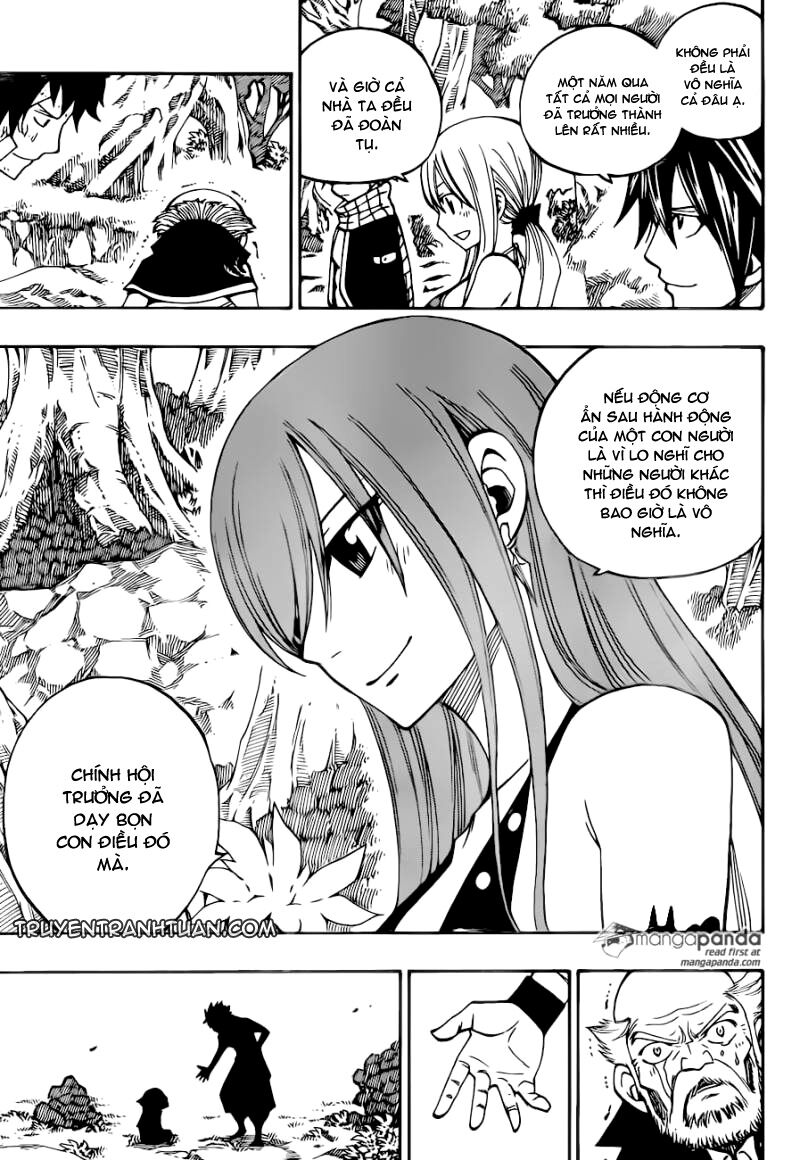 KHÔNG PHẢI
ĐỀU LÀ
VÔ NGHĨA
CẢ ĐÂU Ạ.
MỘT NĂM QUA
TẤT CẢ MỌI NGƯỜI
ĐÃ TRƯỞNG THÀNH
LÊN RẤT NHIỀU.
VÀ GIỜ CẢ
NHÀ TA ĐỀU
ĐÃ ĐOÀN
TỤ.
NẾU ĐỘNG CƠ
ẨN SAU HÀNH ĐỘNG
CỦA MỘT CON NGƯỜI
LÀ VÌ LO NGHĨ CHO
NHỮNG NGƯỜI KHÁC
THÌ ĐIỀU ĐÓ KHÔNG
BAO GIỜ LÀ VÔ
NGHĨA.
CHÍNH HỘI
TRƯỞNG ĐÃ
DẠY BỌN
CON ĐIỀU ĐÓ
MÀ.
TRUYENTRANHTUAN.COM
mangapanda
read first at
mangapanda.com